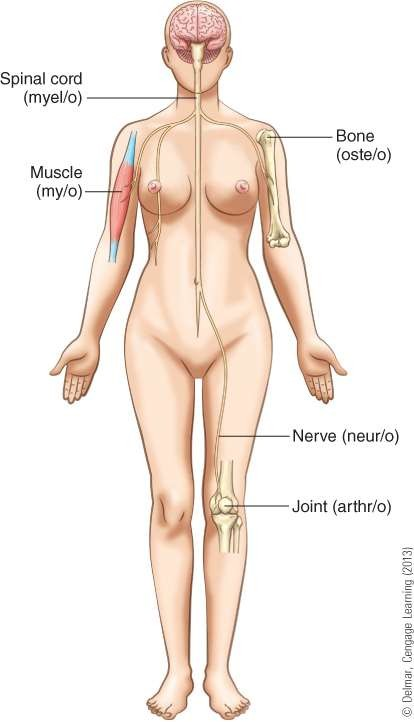 Spinal cord
(myel/o)
Bone
(oste/o)
Muscle
(my/o)
Nerve (neur/o)
Joint (arthr/o)
© Delmar, Cengage Learning (2013)